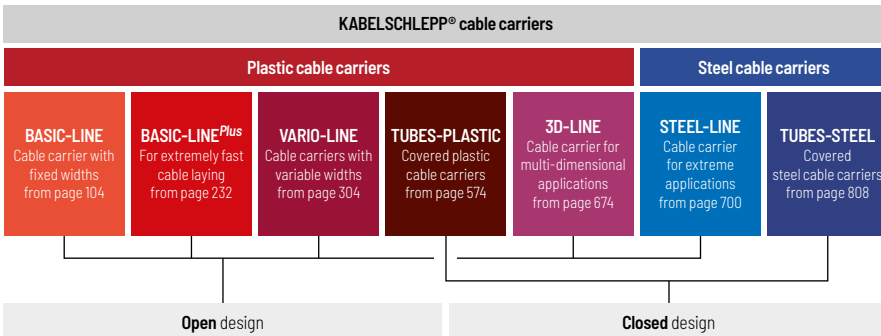 KABELSCHLEPP® cable carriers
Plastic cable carriers
Steel cable carriers
BASIC-LINE
Cable carrier with
fixed widths
from page 104
BASIC-LINEPlus
For extremely fast
cable laying
from page 232
VARIO-LINE
Cable carriers with
variable widths
from page 304
TUBES-PLASTIC
Covered plastic
cable carriers
from page 574
3D-LINE
Cable carrier for
multi-dimensional
applications
from page 674
STEEL-LINE
Cable carrier
for extreme
applications
from page 700
TUBES-STEEL
Covered
steel cable carriers
from page 808
Open design
Closed design